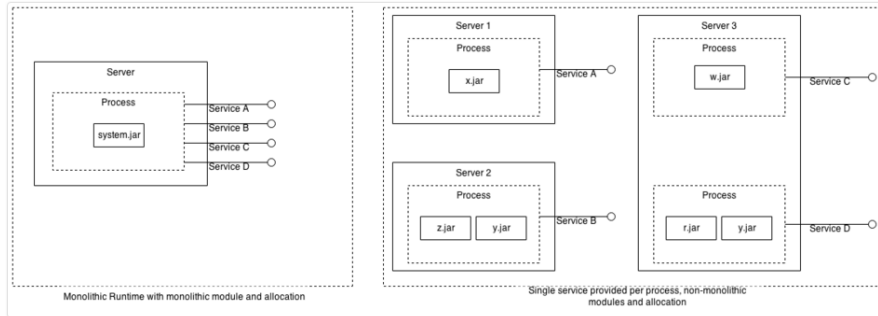 Server
Process
system.jar
Service A
Service B
Service C
Service D
Monolithic Runtime with monolithic module and allocation
Server 1
Process
x.jar
Service A
Server 2
Process
z.jar
y.jar
Service B
Server 3
Process
w.jar
Service C
Process
r.jar
y.jar
Service D
Single service provided per process, non-monolithic
modules and allocation